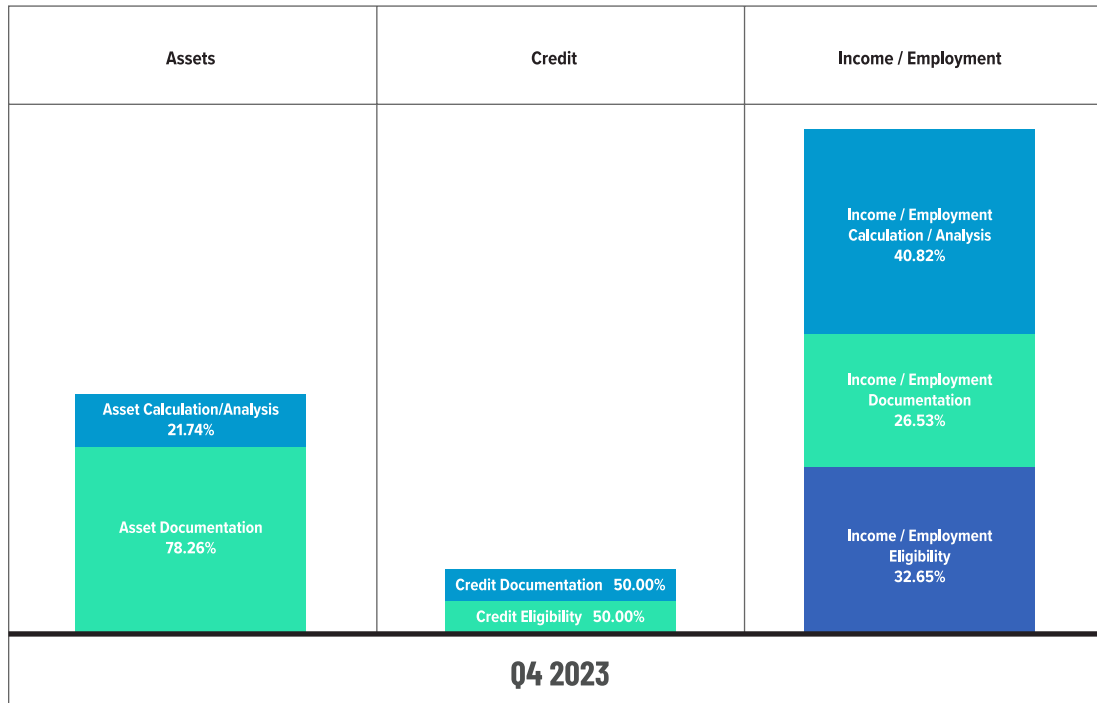 Assets
Credit
Income / Employment
Asset Calculation/Analysis
21.74%
Asset Documentation
78.26%
Credit Documentation 50.00%
Credit Eligibility 50.00%
Income / Employment
Calculation / Analysis
40.82%
Income / Employment
Documentation
26.53%
Income / Employment
Eligibility
32.65%
Q4 2023